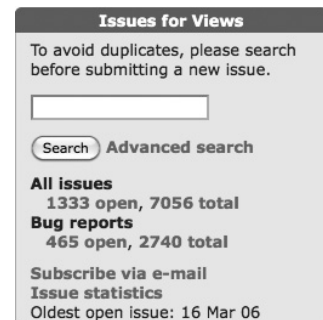 Issues for Views
To avoid duplicates, please search
before submitting a new issue.
Search Advanced search
All issues
1333 open, 7056 total
Bug reports
465 open, 2740 total
Subscribe via e-mail
Issue statistics
Oldest open issue: 16 Mar 06